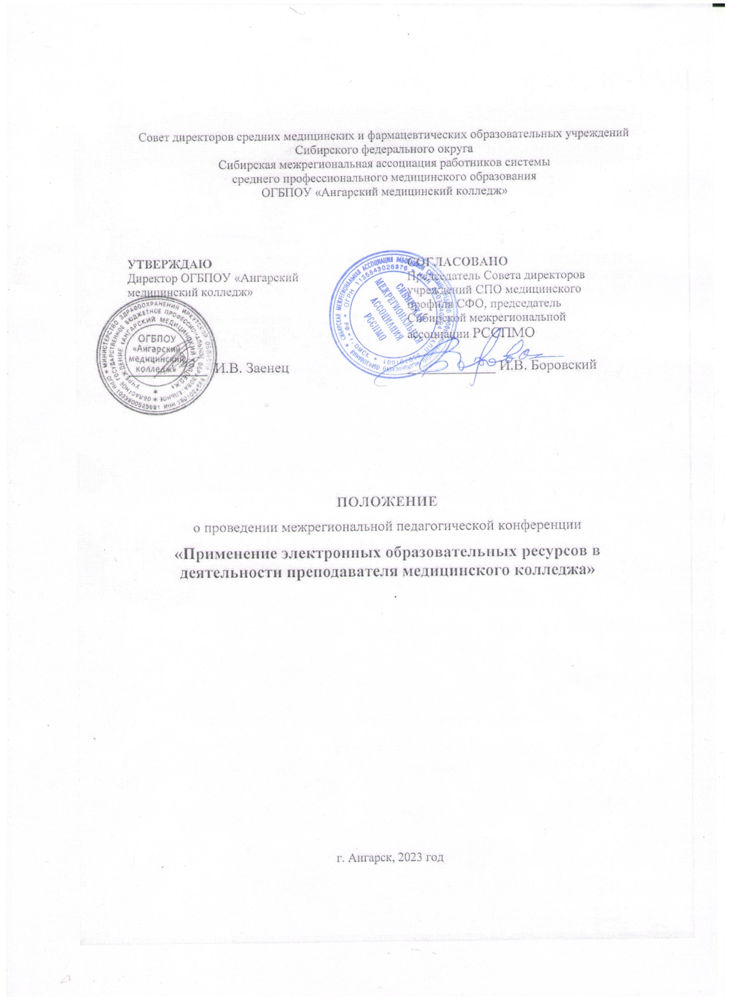 Совет директоров средних медицинских и фармацевтических образовательных учреждений
Сибирского федерального округа
Сибирская межрегиональная ассоциация работников системы
среднего профессионального медицинского образования
ОГБПОУ «Ангарский медицинский колледж»
УТВЕРЖДАЮ
Директор ОГБПОУ «Ангарский
медицинский колледж»
ОГБПОУ
«Ангарский
медицинский
колледж»
И.В. Заенец
СОГЛАСОВАНО
Председатель Совета директоров
учреждений СПО медицинского
профиля СФО, председатель
Сибирской межрегиональной
ассоциации РССПМО
И.В. Боровский
СИБИРСКАЯ
МЕЖРЕГИОНАЛЬНАЯ
АССОЦИАЦИЯ
РССПМО
ПОЛОЖЕНИЕ
о проведении межрегиональной педагогической конференции
«Применение электронных образовательных ресурсов в
деятельности преподавателя медицинского колледжа»
г. Ангарск, 2023 год